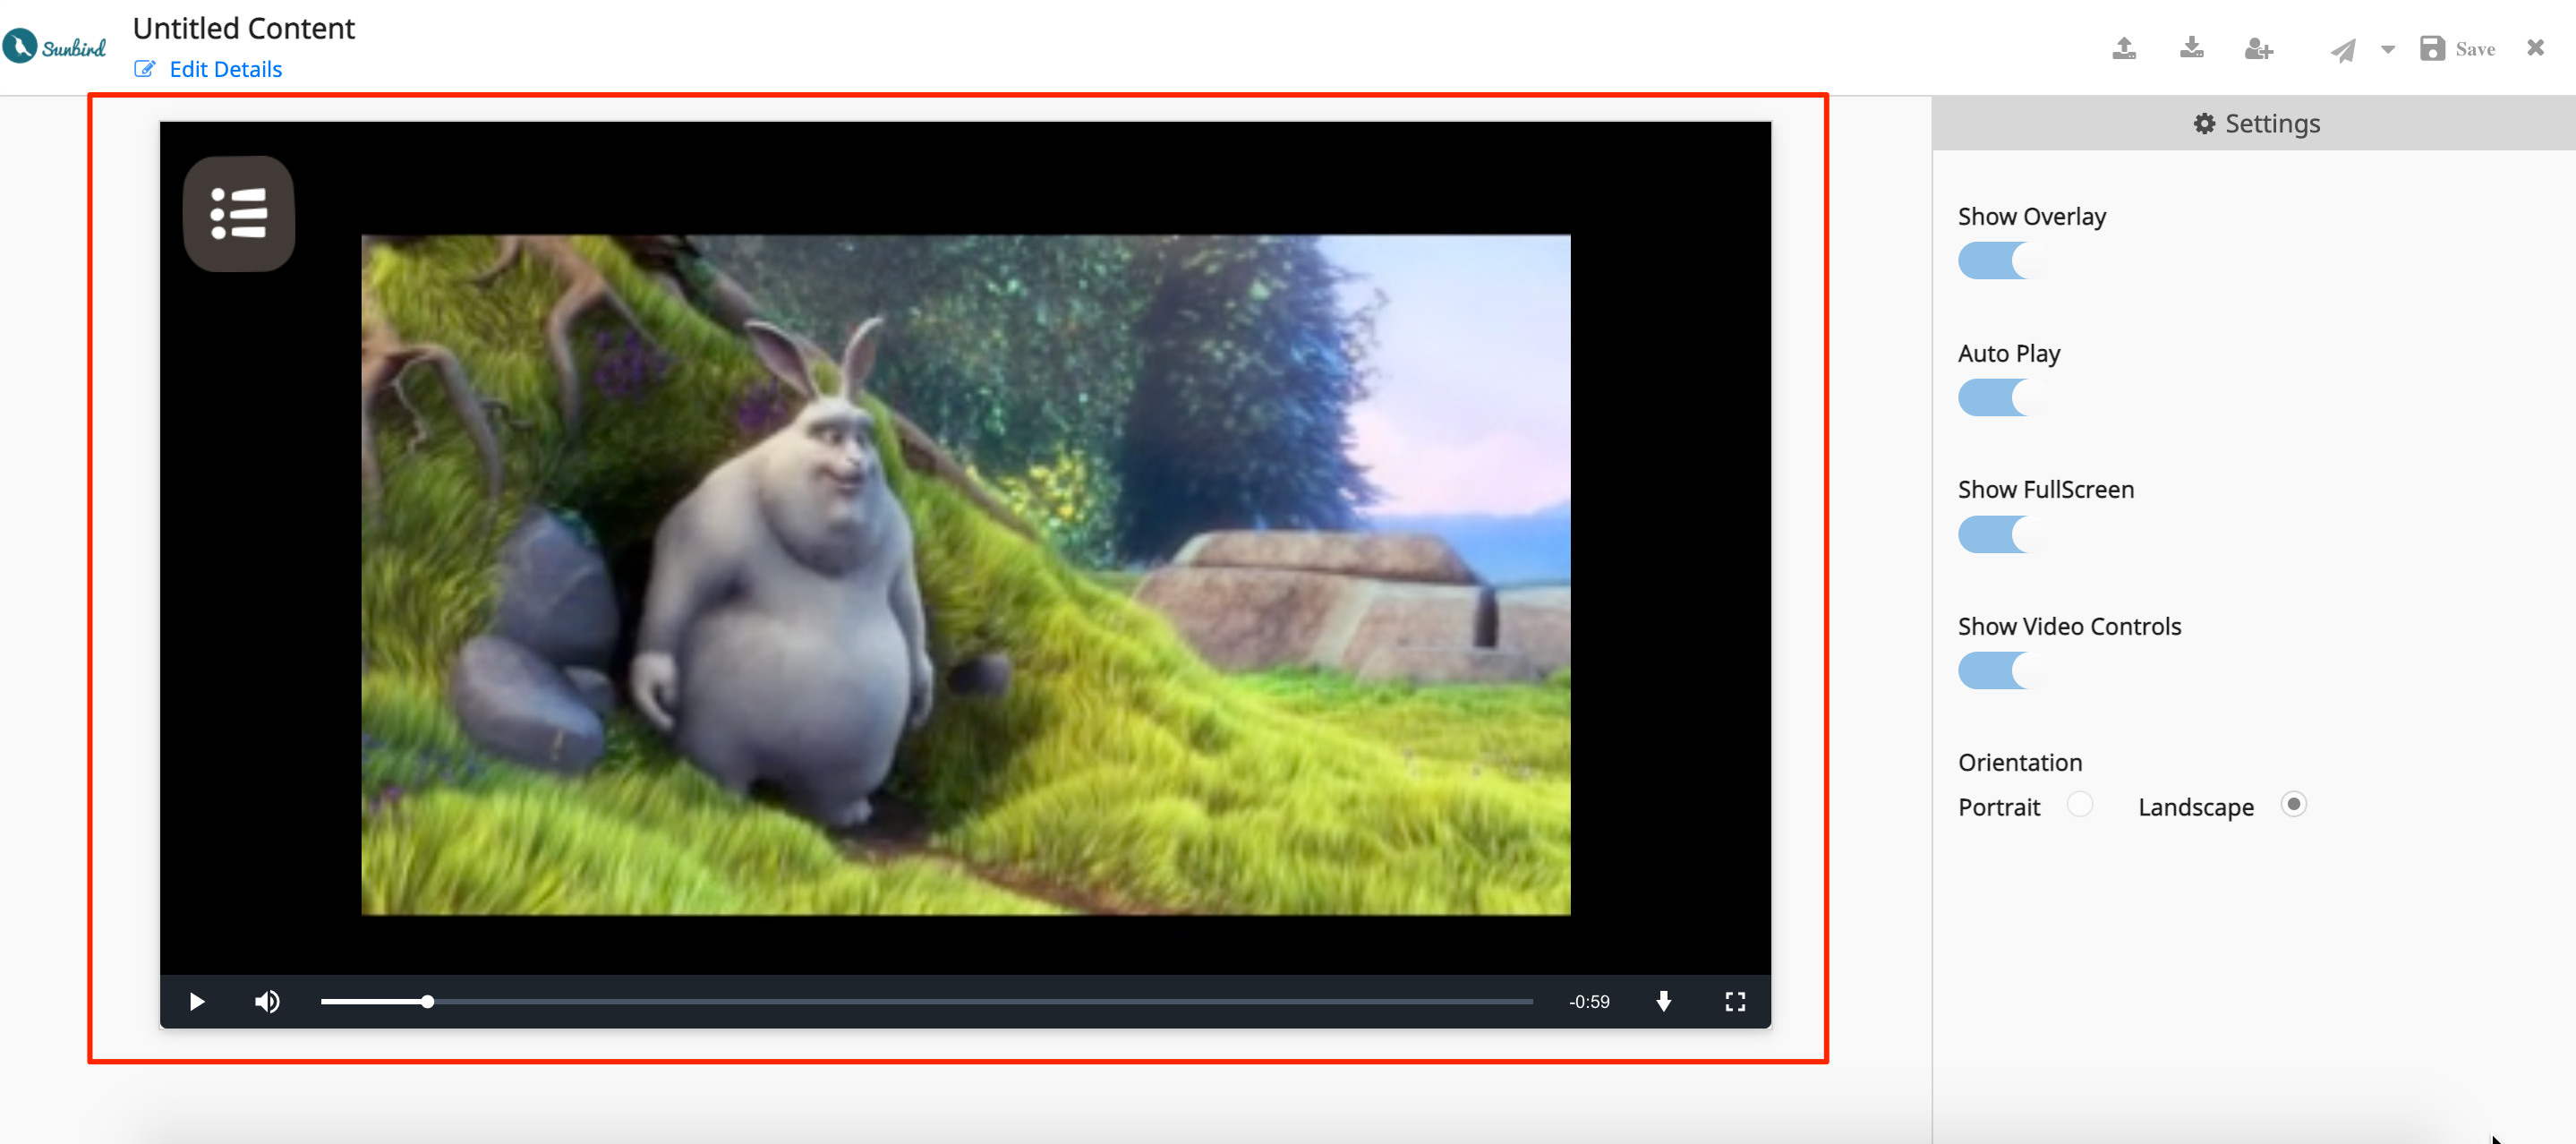 Sunbird
Untitled Content
Edit Details
Save
Settings
Show Overlay
Auto Play
Show FullScreen
Show Video Controls
Orientation
Portrait Landscape
-0:59